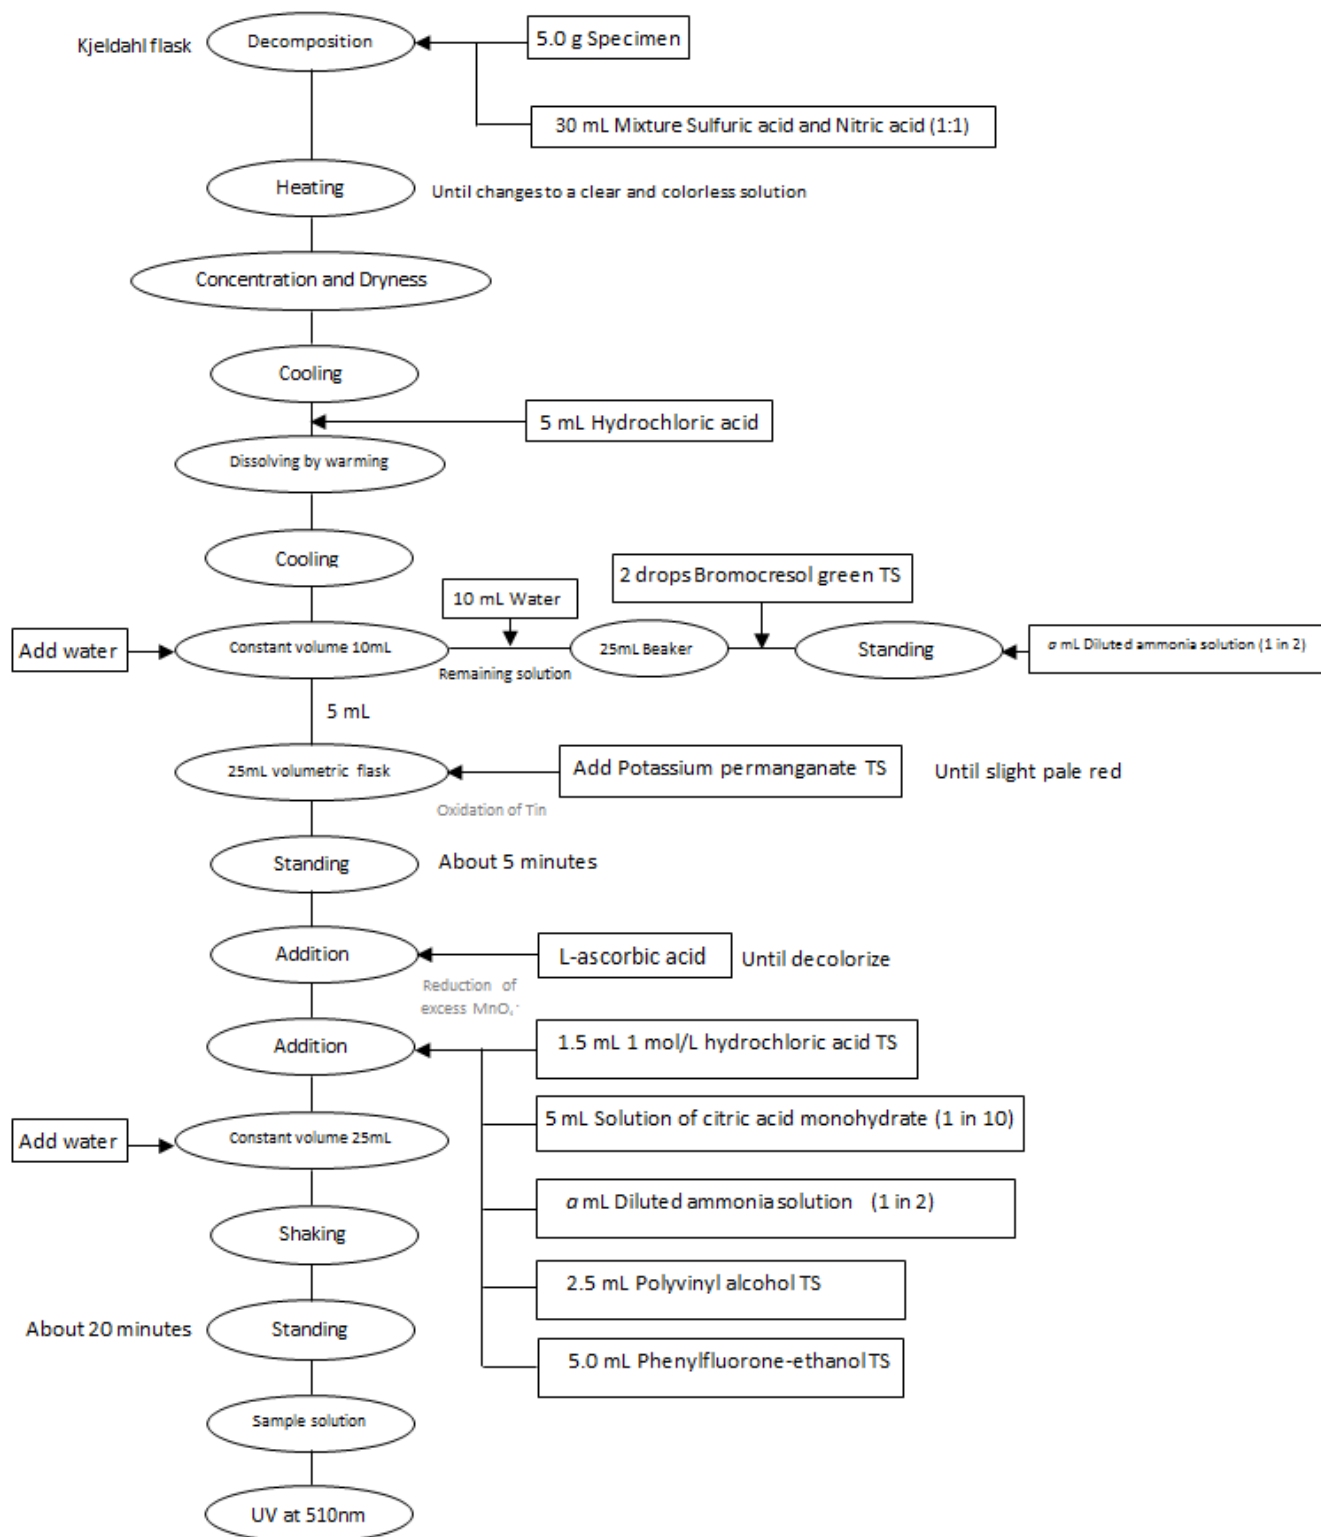 Kjeldahl flask
Decomposition
5.0 g Specimen
30 mL Mixture Sulfuric acid and Nitric acid (1:1)
Heating
Until changes to a clear and colorless solution
Concentration and Dryness
Cooling
5 mL Hydrochloric acid
Dissolving by warming
Cooling
2 drops Bromocresol green TS
10 mL Water
Add water
Constant volume 10mL
Remaining solution
25mL Beaker
Standing
a mL Diluted ammonia solution (1 in 2)
5 mL
25mL volumetric flask
Add Potassium permanganate TS
Until slight pale red
Oxidation of Tin
Standing
About 5 minutes
Addition
L-ascorbic acid
Until decolorize
Reduction of
excess MnO₄⁻
Addition
1.5 mL 1 mol/L hydrochloric acid TS
5 mL Solution of citric acid monohydrate (1 in 10)
Add water
Constant volume 25mL
a mL Diluted ammonia solution (1 in 2)
Shaking
2.5 mL Polyvinyl alcohol TS
About 20 minutes
Standing
5.0 mL Phenylfluorone-ethanol TS
Sample solution
UV at 510nm